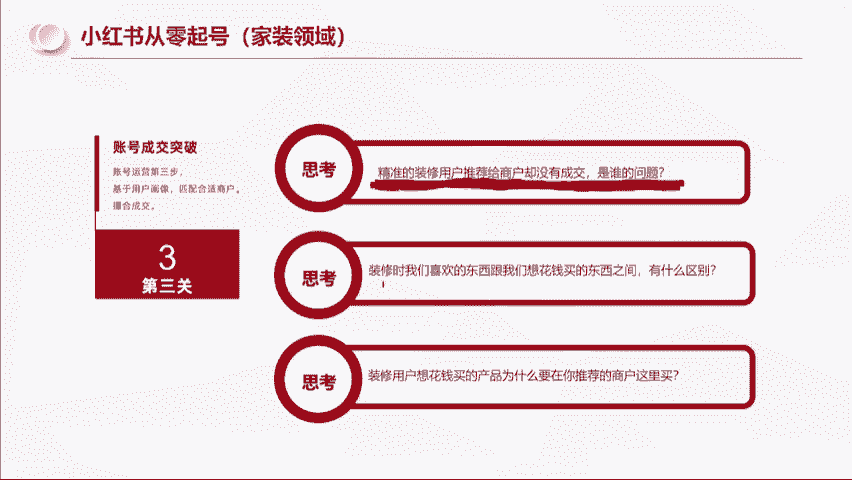 小红书从零起号（家装领域）
账号成交突破
账号运营第三步，
基于用户画像，匹配合适商户，
撮合成交。
3
第三关
思考
精准的装修用户推荐给商户却没有成交，是谁的问题？
思考
装修时我们喜欢的东西跟我们想花钱买的东西之间，有什么区别？
思考
装修用户想花钱买的产品为什么要在你推荐的商户这里买？